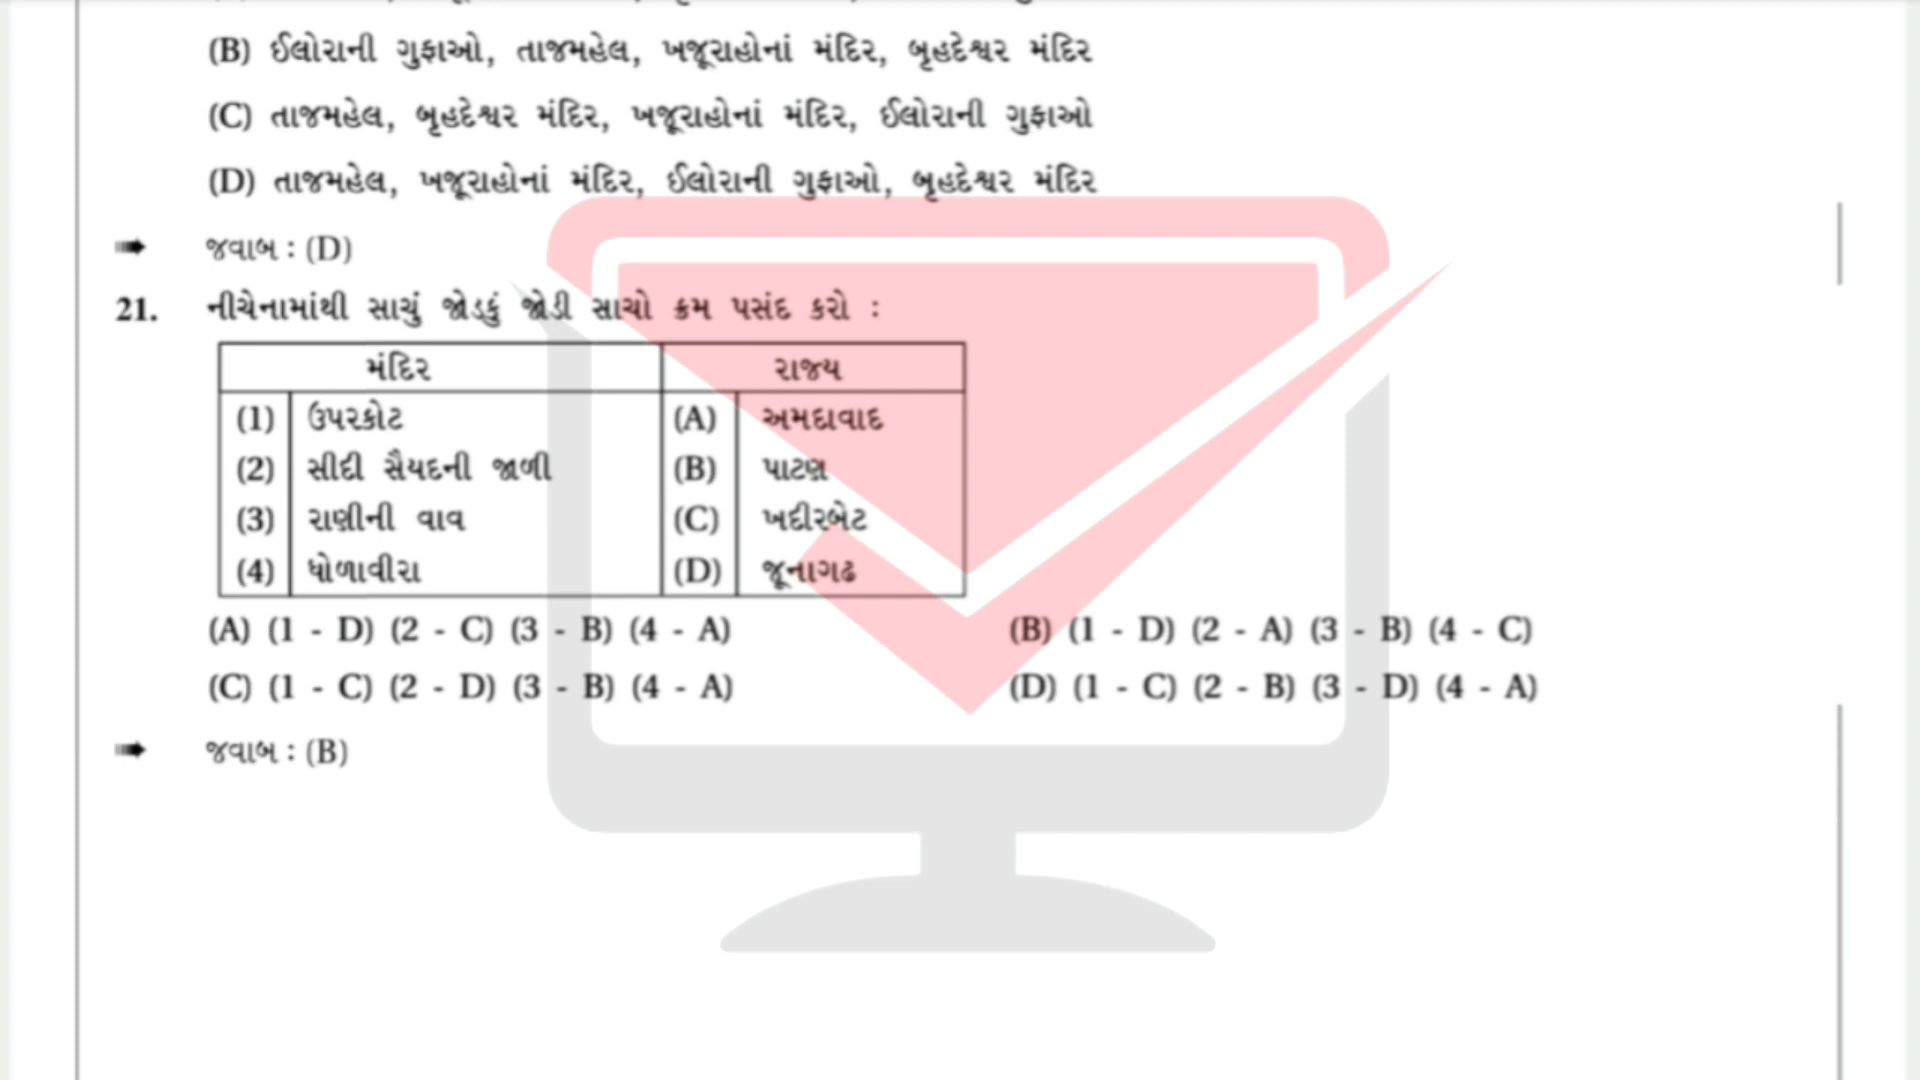 (B) ઈલોરાની ગુફાઓ, તાજમહેલ, ખજૂરાહોનાં મંદિર, બૃહદેશ્વર મંદિર
(C) તાજમહેલ, બૃહદેશ્વર મંદિર, ખજૂરાહોનાં મંદિર, ઈલોરાની ગુફાઓ
(D) તાજમહેલ, ખજૂરાહોનાં મંદિર, ઈલોરાની ગુફાઓ, બૃહદેશ્વર મંદિર
જવાબ : (D)
21. નીચેનામાંથી સાચું જોડકું જોડી સાચો ક્રમ પસંદ કરો :
મંદિર રાજ્ય
(1) ઉપરકોટ (A) અમદાવાદ
(2) સીદી સૈયદની જાળી (B) પાટણ
(3) રાણીની વાવ (C) ખદીરબેટ
(4) ધોળાવીરા (D) જૂનાગઢ
(A) (1 - D) (2 - C) (3 - B) (4 - A) (B) (1 - D) (2 - A) (3 - B) (4 - C)
(C) (1 - C) (2 - D) (3 - B) (4 - A) (D) (1 - C) (2 - B) (3 - D) (4 - A)
જવાબ : (B)